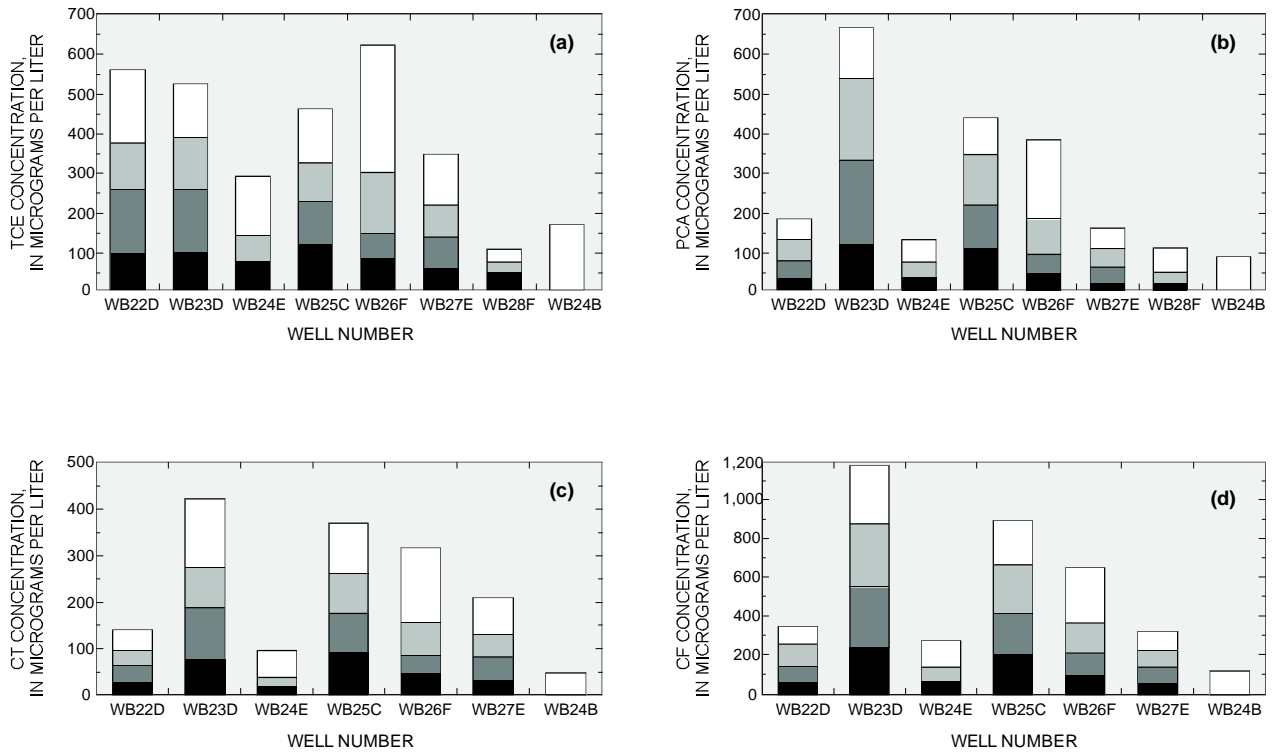 700
600
500
400
300
200
100
0
TCE CONCENTRATION,
IN MICROGRAMS PER LITER
(a)
WB22D WB23D WB24E WB25C WB26F WB27E WB28F WB24B
WELL NUMBER
700
600
500
400
300
200
100
0
PCA CONCENTRATION,
IN MICROGRAMS PER LITER
(b)
WB22D WB23D WB24E WB25C WB26F WB27E WB28F WB24B
WELL NUMBER
500
400
300
200
100
0
CT CONCENTRATION,
IN MICROGRAMS PER LITER
(c)
WB22D WB23D WB24E WB25C WB26F WB27E WB24B
WELL NUMBER
1,200
1,000
800
600
400
200
0
CF CONCENTRATION,
IN MICROGRAMS PER LITER
(d)
WB22D WB23D WB24E WB25C WB26F WB27E WB24B
WELL NUMBER